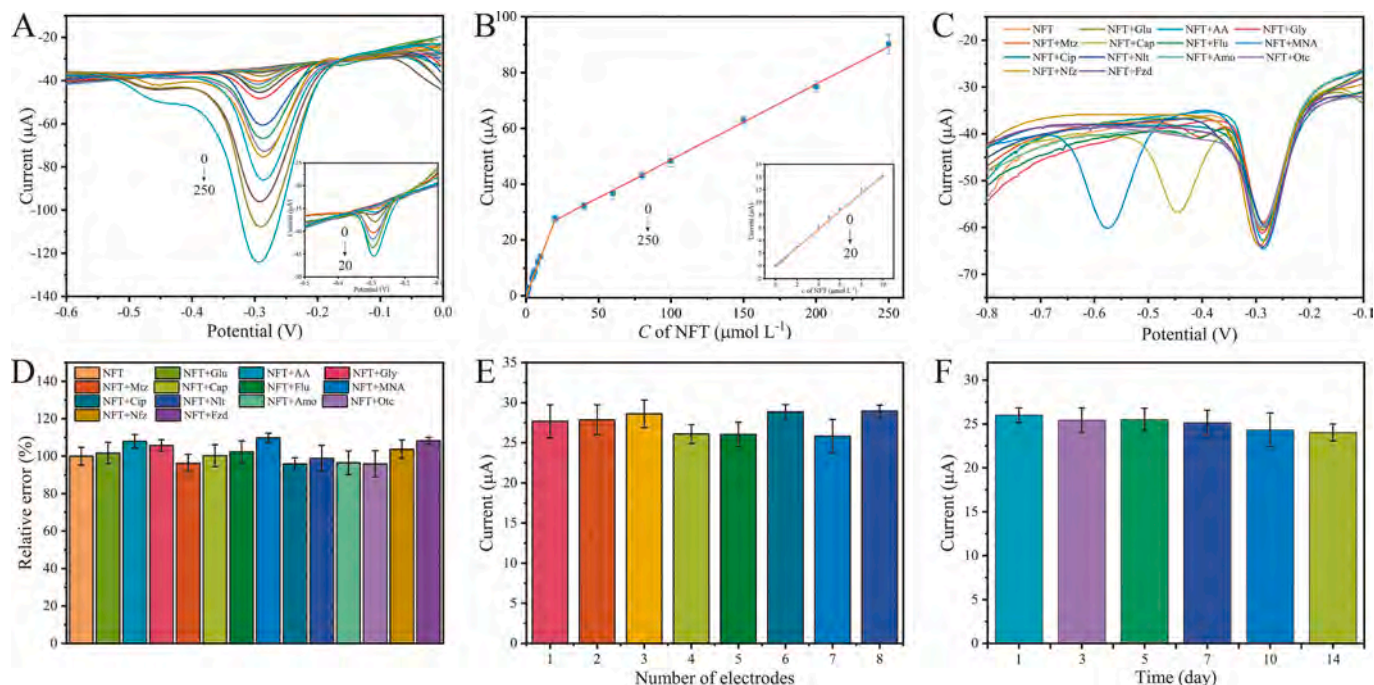 A
-20
-40
-60
-80
-100
-120
-140
Current (μA)
0
250
-0.6
-0.5
-0.4
-0.3
-0.2
-0.1
0.0
Potential (V)
Current (μA)
0
20
Potential (V)
B
100
80
60
40
20
0
Current (μA)
0
250
0
50
100
150
200
250
C of NFT (μmol L⁻¹)
Current (μA)
0
20
c of NFT (μmol L⁻¹)
C
-20
-30
-40
-50
-60
-70
Current (μA)
NFT NFT+Glu NFT+AA NFT+Gly
NFT+Mtz NFT+Cap NFT+Flu NFT+MNA
NFT+Cip NFT+Nlt NFT+Amo NFT+Otc
NFT+Nfz NFT+Fzd
-0.8
-0.7
-0.6
-0.5
-0.4
-0.3
-0.2
-0.1
Potential (V)
D
140
120
100
80
60
40
20
0
Relative error (%)
NFT NFT+Glu NFT+AA NFT+Gly
NFT+Mtz NFT+Cap NFT+Flu NFT+MNA
NFT+Cip NFT+Nlt NFT+Amo NFT+Otc
NFT+Nfz NFT+Fzd
E
35
30
25
20
15
10
5
0
Current (μA)
1 2 3 4 5 6 7 8
Number of electrodes
F
30
25
20
15
10
5
0
Current (μA)
1 3 5 7 10 14
Time (day)